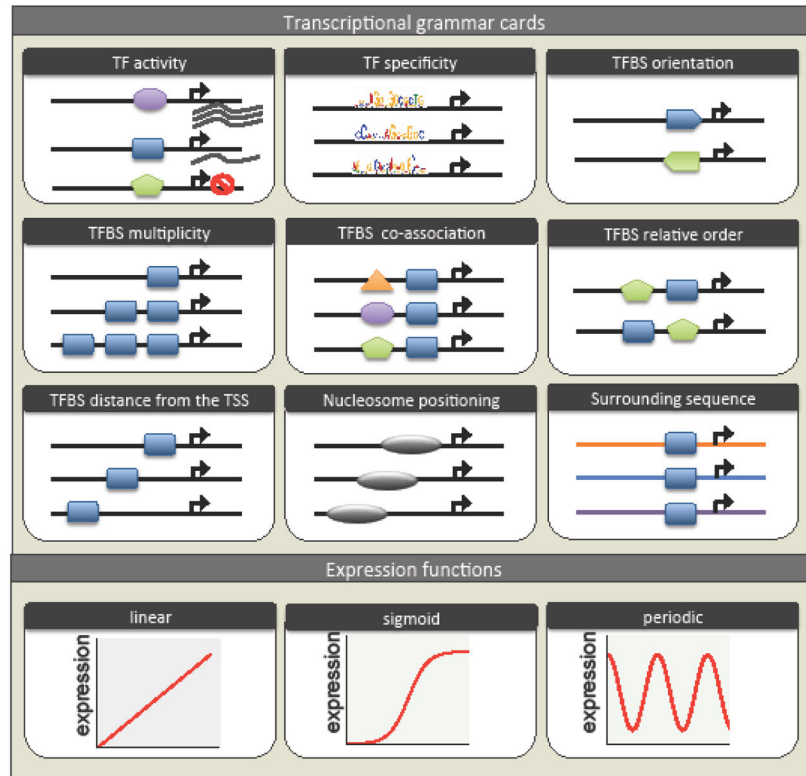 Transcriptional grammar cards
TF activity
TF specificity
TFBS orientation
TFBS multiplicity
TFBS co-association
TFBS relative order
TFBS distance from the TSS
Nucleosome positioning
Surrounding sequence
Expression functions
linear
sigmoid
periodic
expression
expression
expression